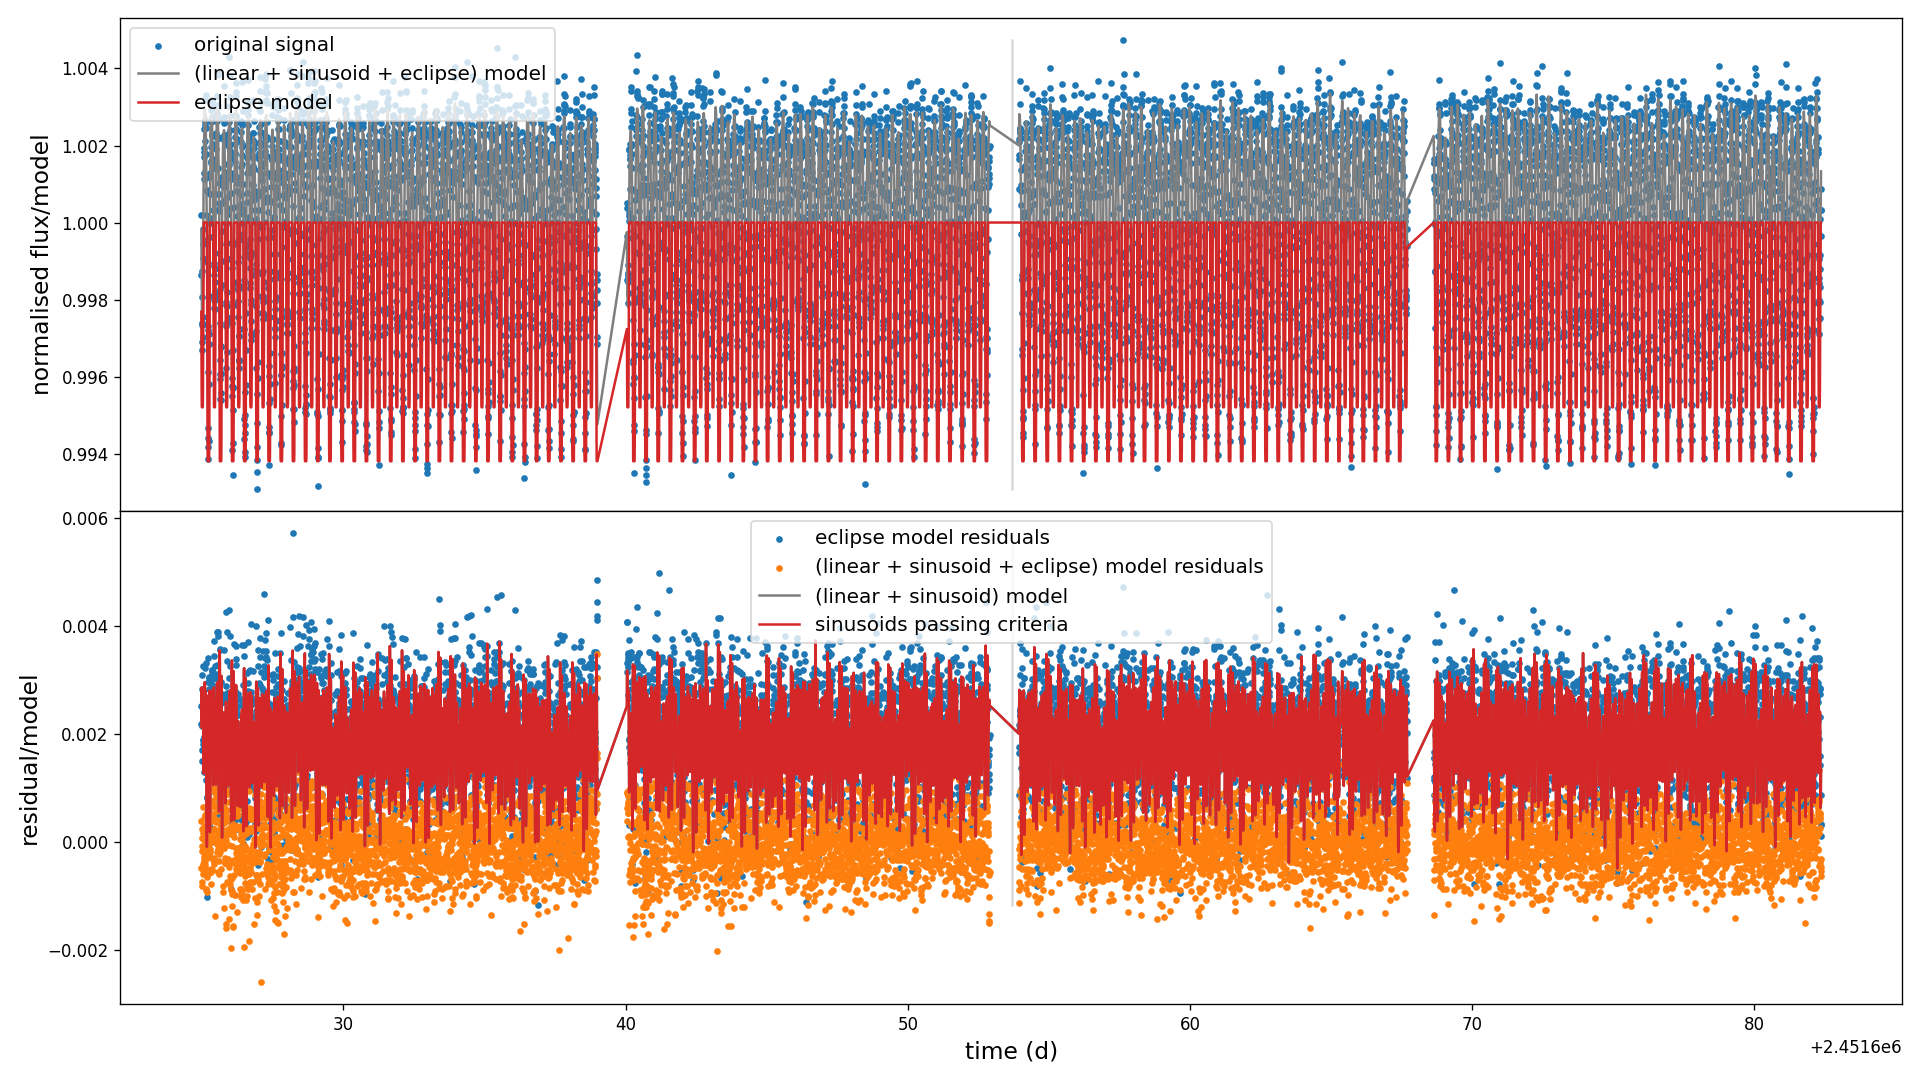 original signal
(linear + sinusoid + eclipse) model
eclipse model
1.004
1.002
1.000
0.998
0.996
0.994
normalised flux/model
eclipse model residuals
(linear + sinusoid + eclipse) model residuals
(linear + sinusoid) model
sinusoids passing criteria
0.006
0.004
0.002
0.000
−0.002
residual/model
30
40
50
60
70
80
time (d)
+2.4516e6